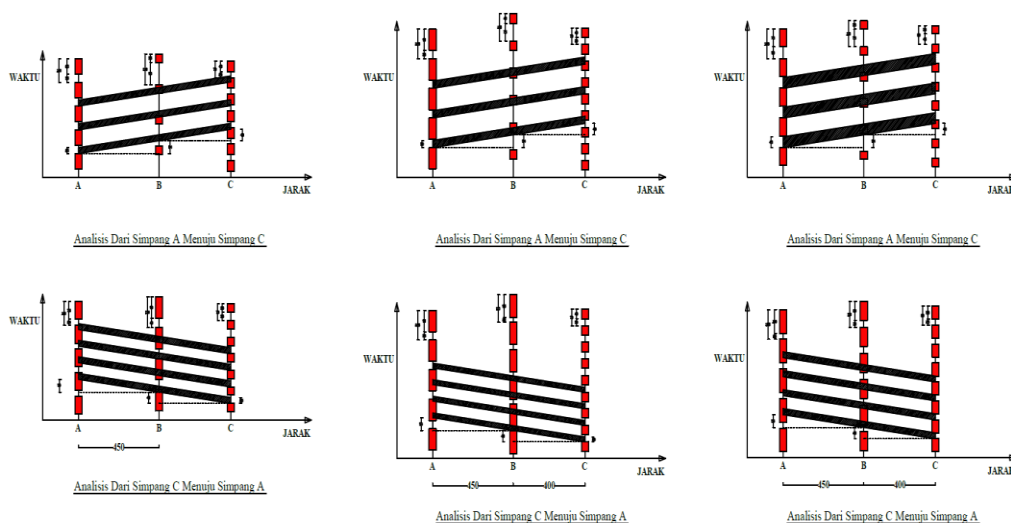 WAKTU
A
B
C
JARAK
Analisis Dari Simpang A Menuju Simpang C
WAKTU
A
B
C
JARAK
Analisis Dari Simpang A Menuju Simpang C
WAKTU
A
B
C
JARAK
Analisis Dari Simpang A Menuju Simpang C
WAKTU
A
B
C
JARAK
450
Analisis Dari Simpang C Menuju Simpang A
WAKTU
A
B
C
JARAK
450
400
Analisis Dari Simpang C Menuju Simpang A
WAKTU
A
B
C
JARAK
450
400
Analisis Dari Simpang C Menuju Simpang A